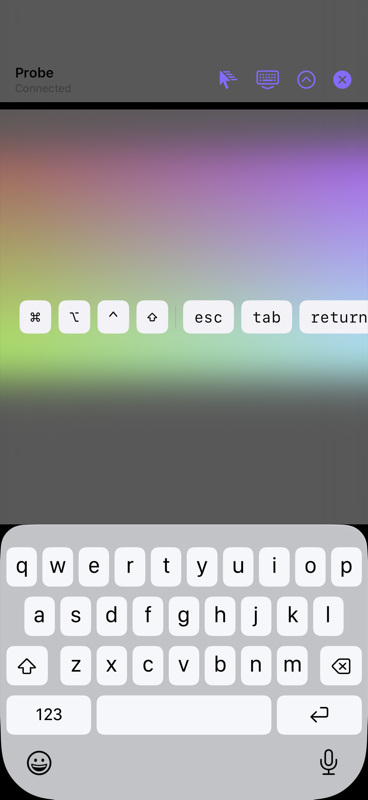 Probe
Connected
⌘ ⌥ ^ ⇧ esc tab return
q w e r t y u i o p
a s d f g h j k l
z x c v b n m
123